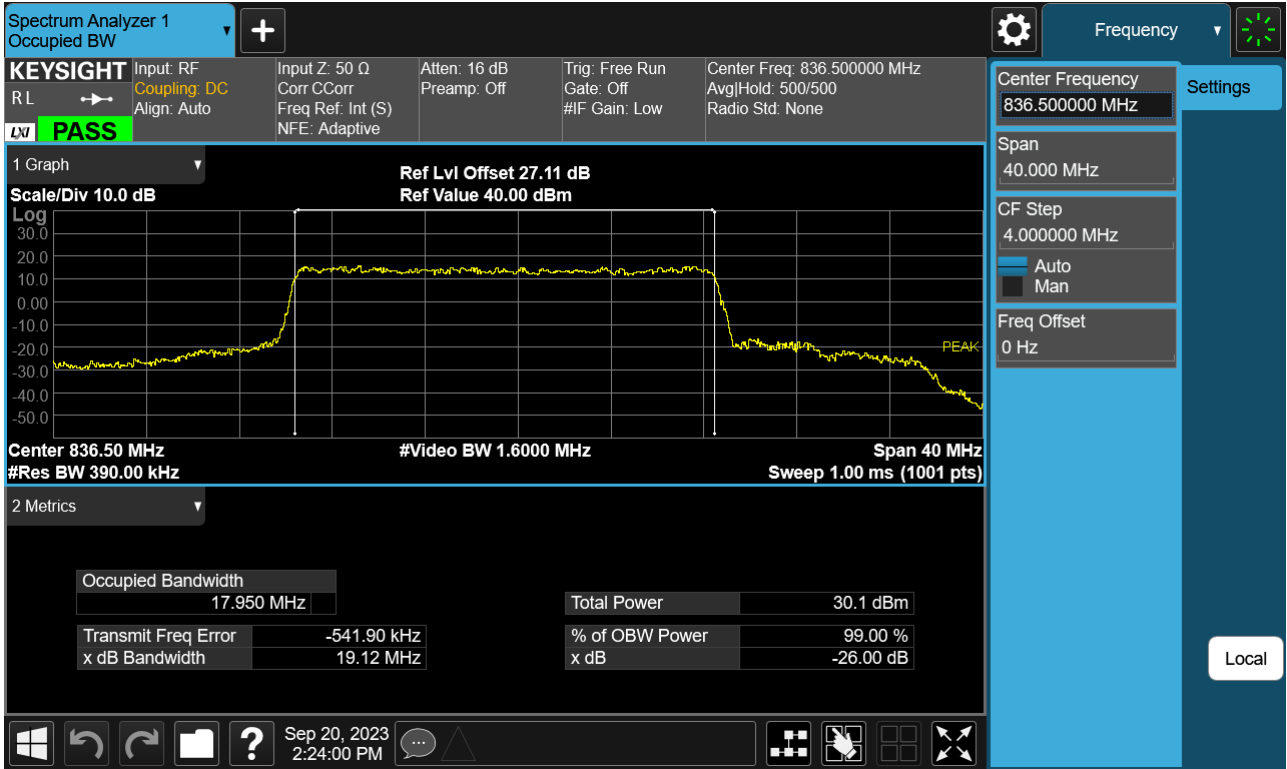 Spectrum Analyzer 1
Occupied BW
Frequency
KEYSIGHT
R L
LXI
PASS
Input: RF
Coupling: DC
Align: Auto
Input Z: 50 Ω
Corr CCorr
Freq Ref: Int (S)
NFE: Adaptive
Atten: 16 dB
Preamp: Off
Trig: Free Run
Gate: Off
#IF Gain: Low
Center Freq: 836.500000 MHz
Avg|Hold: 500/500
Radio Std: None
Center Frequency
836.500000 MHz
Settings
Span
40.000 MHz
CF Step
4.000000 MHz
Auto
Man
Freq Offset
0 Hz
Local
1 Graph
Scale/Div 10.0 dB
Ref Lvl Offset 27.11 dB
Ref Value 40.00 dBm
Log
30.0
20.0
10.0
0.00
-10.0
-20.0
-30.0
-40.0
-50.0
PEAK
Center 836.50 MHz
#Video BW 1.6000 MHz
Span 40 MHz
#Res BW 390.00 kHz
Sweep 1.00 ms (1001 pts)
2 Metrics
Occupied Bandwidth
17.950 MHz
Total Power 30.1 dBm
Transmit Freq Error -541.90 kHz
% of OBW Power 99.00 %
x dB Bandwidth 19.12 MHz
x dB -26.00 dB
?
Sep 20, 2023
2:24:00 PM